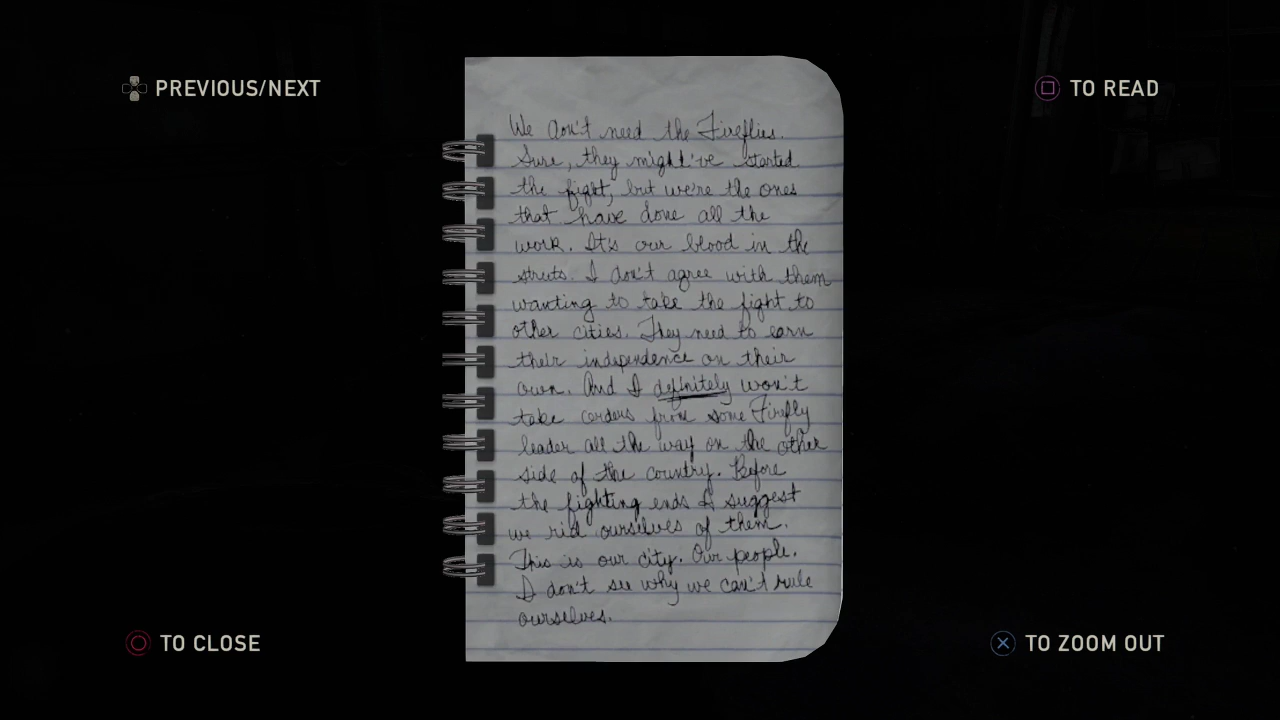 PREVIOUS/NEXT
TO READ
We don't need the Fireflies.
Sure, they might've started
the fight, but we're the ones
that have done all the
work. It's our blood in the
streets. I don't agree with them
wanting to take the fight to
other cities. They need to earn
their independence on their
own. And I definitely won't
take orders from some Firefly
leader all the way on the other
side of the country. Before
the fighting ends I suggest
we rid ourselves of them.
This is our city. Our people.
I don't see why we can't rule
ourselves.
TO CLOSE
TO ZOOM OUT